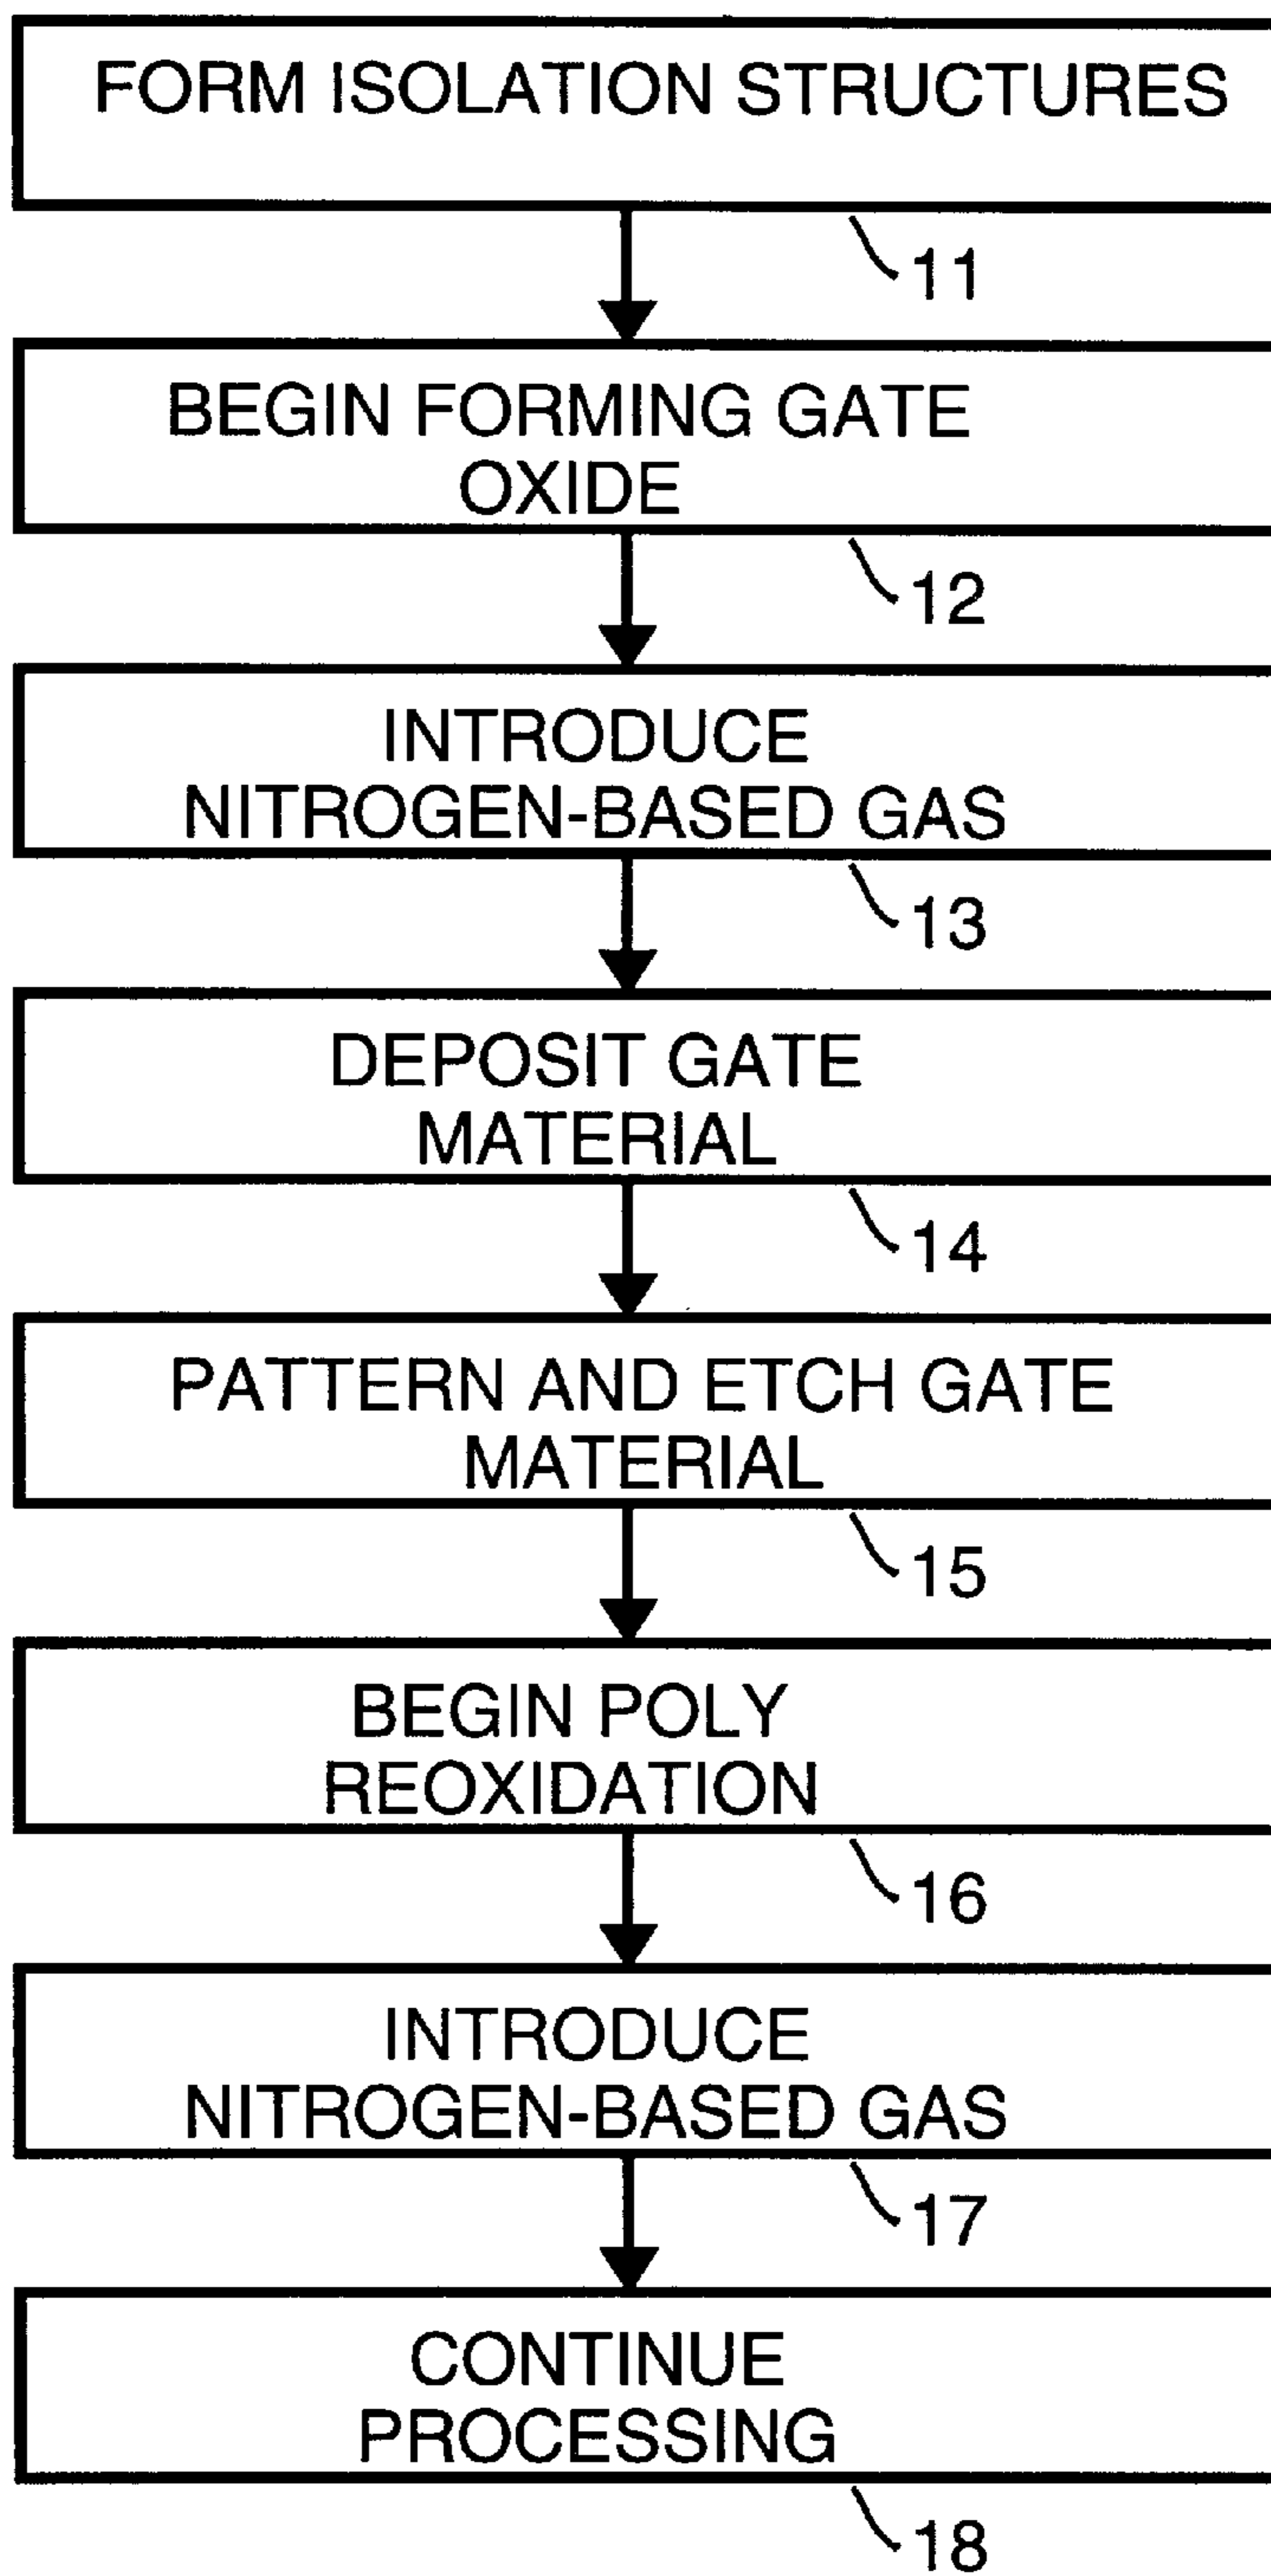 FORM ISOLATION STRUCTURES
11
BEGIN FORMING GATE
OXIDE
12
INTRODUCE
NITROGEN-BASED GAS
13
DEPOSIT GATE
MATERIAL
14
PATTERN AND ETCH GATE
MATERIAL
15
BEGIN POLY
REOXIDATION
16
INTRODUCE
NITROGEN-BASED GAS
17
CONTINUE
PROCESSING
18